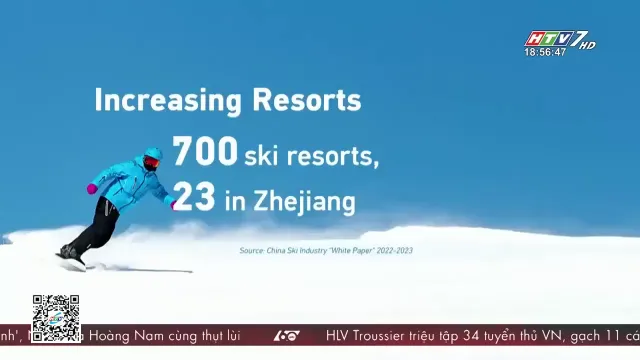 HTV7 HD
18:56:47
Increasing Resorts
700 ski resorts,
23 in Zhejiang
Source: China Ski Industry "White Paper" 2022-2023
Hoàng Nam cùng thụt lùi
HLV Troussier triệu tập 34 tuyển thủ VN, gạch 11 cá